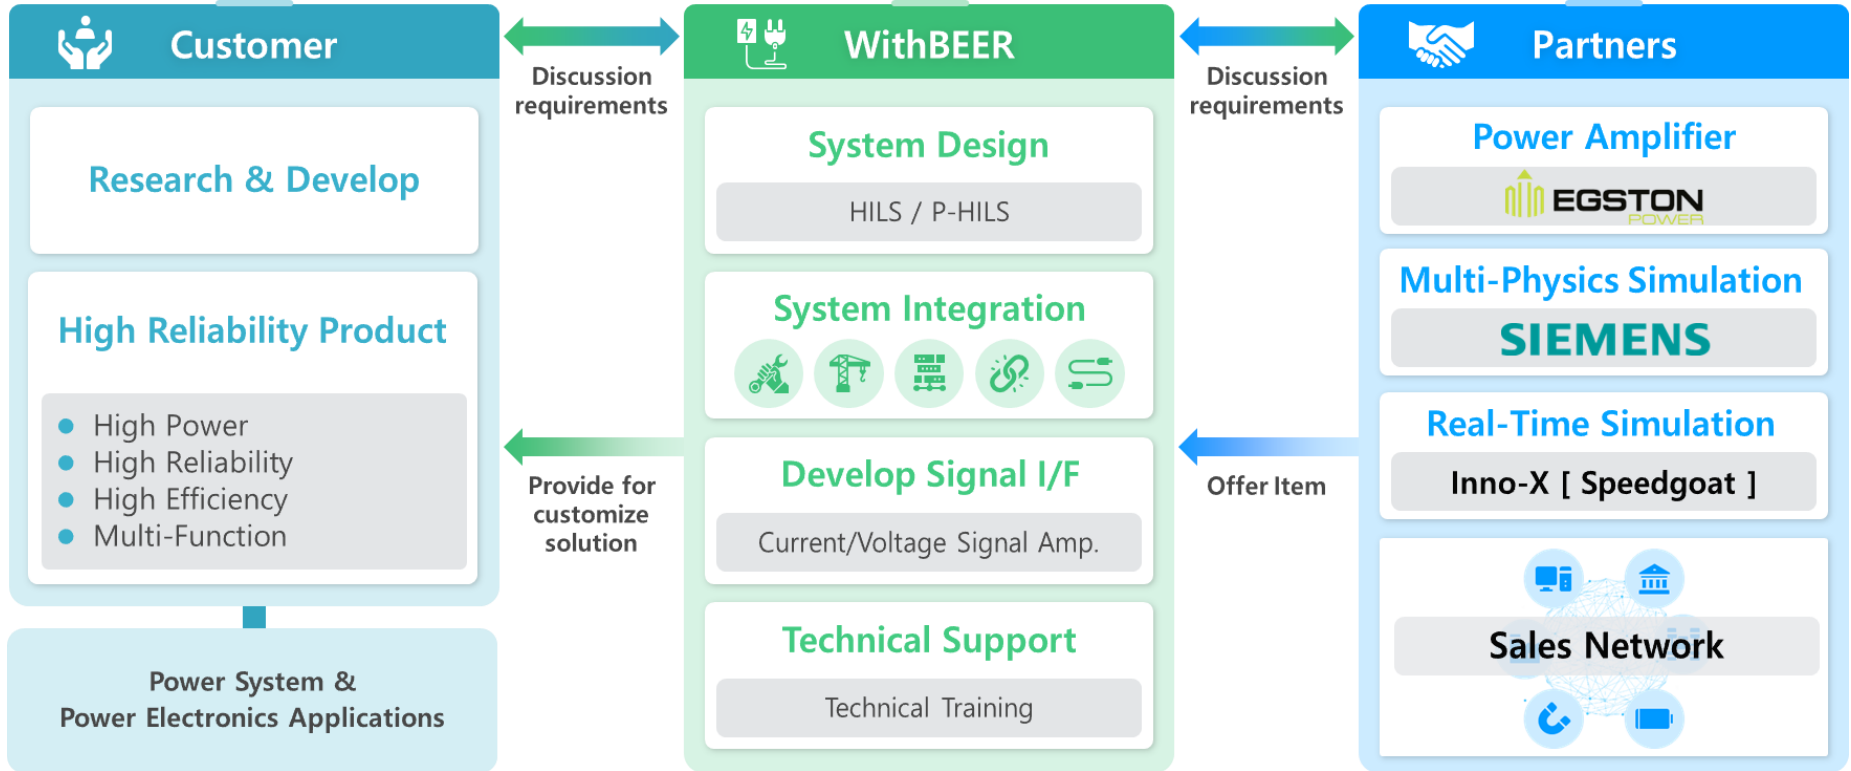 Customer
Research & Develop
High Reliability Product
High Power
High Reliability
High Efficiency
Multi-Function
Power System &
Power Electronics Applications
Discussion
requirements
Provide for
customize
solution
WithBEER
System Design
HILS / P-HILS
System Integration
Develop Signal I/F
Current/Voltage Signal Amp.
Technical Support
Technical Training
Discussion
requirements
Offer Item
Partners
Power Amplifier
EGSTON
POWER
Multi-Physics Simulation
SIEMENS
Real-Time Simulation
Inno-X [ Speedgoat ]
Sales Network